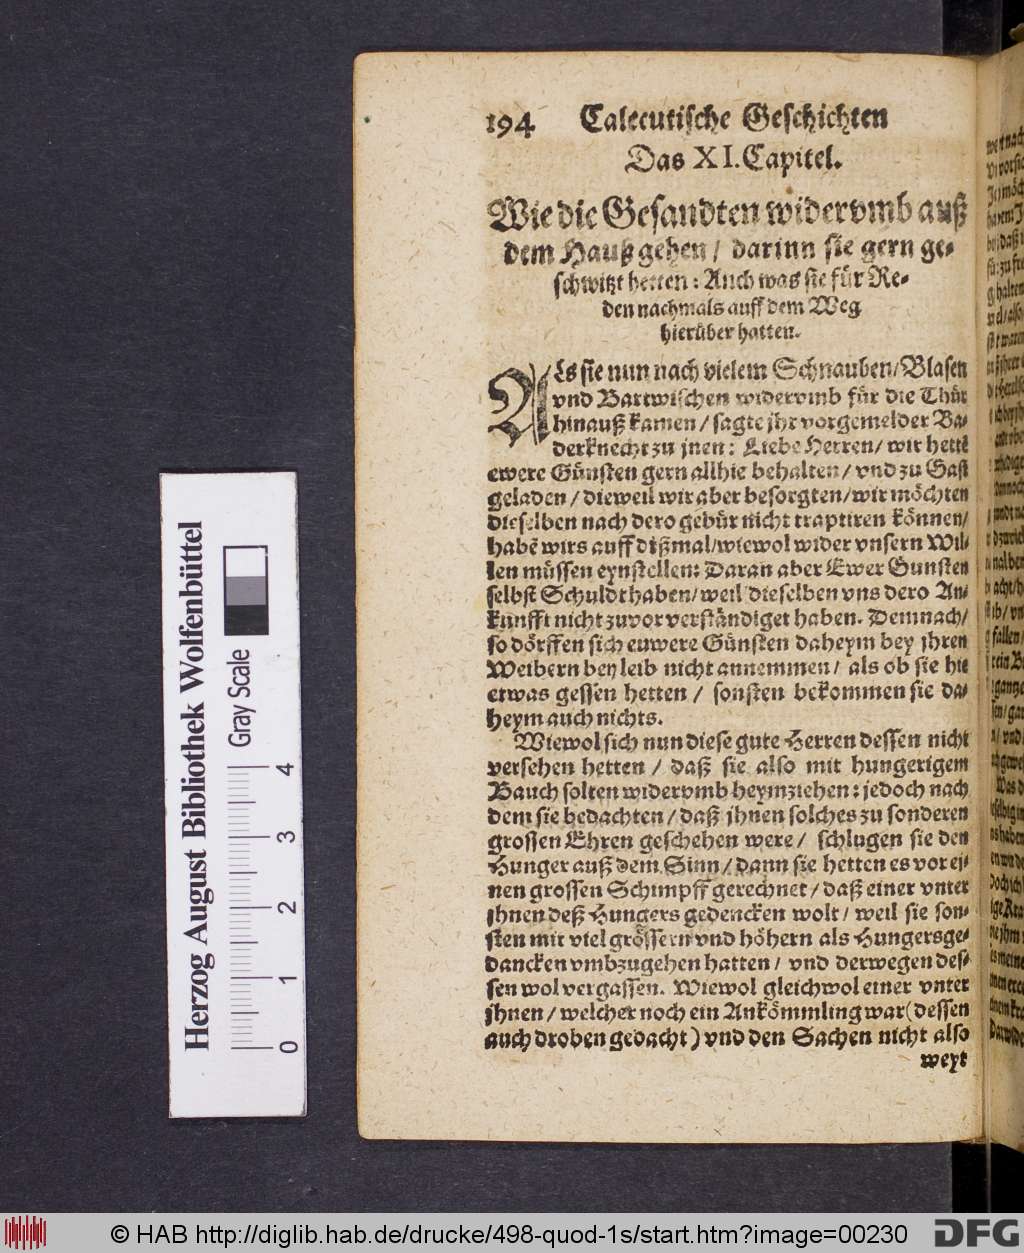 194 Calecutische Geschichten
Das XI. Capitel.
Wie die Gesandten widervmb auß
dem Hauß gehen / darinn sie gern ge-
schwitzt hetten : Auch was sie für Re-
den nachmals auff dem Weg
hierüber hatten.
Als sie nun nach vielem Schnauben / Blasen
vnd Bartwischen widervmb für die Thür
hinauß kamen / sagte jhr vorgemelder Ba-
derknecht zu jnen : Liebe Herren / wir hettē
ewere Günsten gern allhie behalten / vnd zu Gast
geladen / dieweil wir aber besorgten / wir möchten
dieselben nach dero gebür nicht traptiren können /
habē wirs auff dißmal / wiewol wider vnsern Wil-
len müssen eynstellen : Daran aber Ewer Gunsten
selbst Schuldt haben / weil dieselben vns dero An-
kunfft nicht zuvor verständiget haben. Demnach /
so dörffen sich euwere Günsten daheym bey jhren
Weibern bey leib nicht annemmen / als ob sie hie
etwas gessen hetten / sonsten bekommen sie da-
heym auch nichts.
Wiewol sich nun diese gute Herren dessen nicht
versehen hetten / daß sie also mit hungerigem
Bauch solten widervmb heymziehen : jedoch nach
dem sie bedachten / daß jhnen solches zu sonderen
grossen Ehren geschehen were / schlugen sie den
Hunger auß dem Sinn / dann sie hetten es vor ei-
nen grossen Schimpff gerechnet / daß einer vnter
jhnen deß Hungers gedencken wolt / weil sie son-
sten mit viel grössern vnd höhern als Hungersge-
dancken vmbzugehen hatten / vnd derwegen des-
sen wol vergassen. Wiewol gleichwol einer vnter
jhnen / welcher noch ein Ankömmling war (dessen
auch droben gedacht) vnd den Sachen nicht also
weyt
Herzog August Bibliothek Wolfenbüttel
Gray Scale
0 1 2 3 4
© HAB http://diglib.hab.de/drucke/498-quod-1s/start.htm?image=00230
DFG